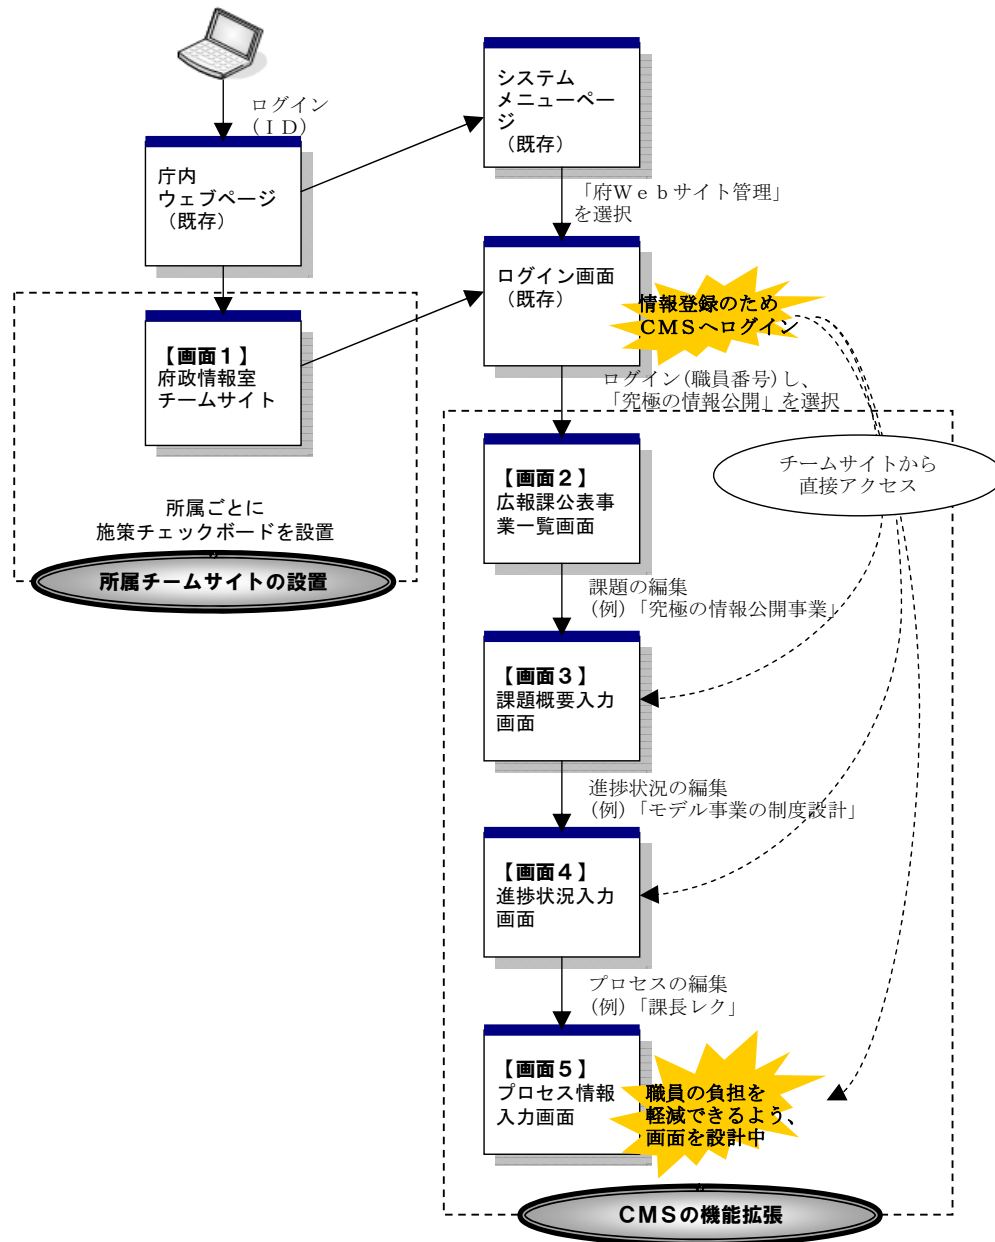 ログイン
(ＩＤ)
システム
メニューペー
ジ
（既存）
庁内
ウェブページ
（既存）
「府Ｗｅｂサイト管理」
を選択
ログイン画面
（既存）
情報登録のため
ＣＭＳへログイン
【画面１】
府政情報室
チームサイト
ログイン(職員番号)し、
「究極の情報公開」を選択
所属ごとに
施策チェックボードを設置
所属チームサイトの設置
【画面２】
広報課公表事
業一覧画面
チームサイトから
直接アクセス
課題の編集
(例)「究極の情報公開事業」
【画面３】
課題概要入力
画面
進捗状況の編集
(例)「モデル事業の制度設計」
【画面４】
進捗状況入力
画面
プロセスの編集
(例)「課長レク」
【画面５】
プロセス情報
入力画面
職員の負担を
軽減できるよう、
画面を設計中
ＣＭＳの機能拡張